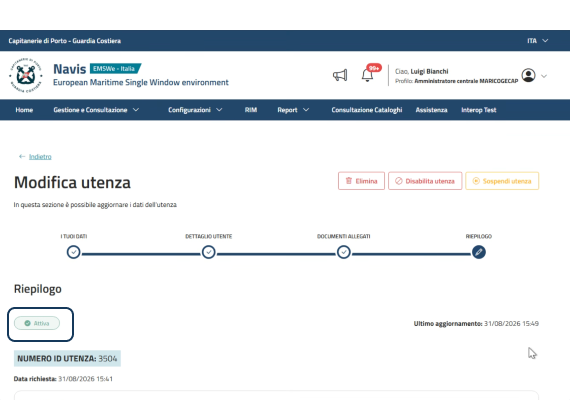 Capitanerie di Porto - Guardia Costiera
ITA
Navis EMSWe - Italia
European Maritime Single Window environment
99+
Ciao, Luigi Bianchi
Profilo: Amministratore centrale MARICOGECAP
Home Gestione e Consultazione Configurazioni RIM Report Consultazione Cataloghi Assistenza Interop Test
← Indietro
Modifica utenza
Elimina
Disabilita utenza
Sospendi utenza
In questa sezione è possibile aggiornare i dati dell'utenza
I TUOI DATI DETTAGLIO UTENTE DOCUMENTI ALLEGATI RIEPILOGO
Riepilogo
Attiva
Ultimo aggiornamento: 31/08/2026 15:49
NUMERO ID UTENZA: 3504
Data richiesta: 31/08/2026 15:41